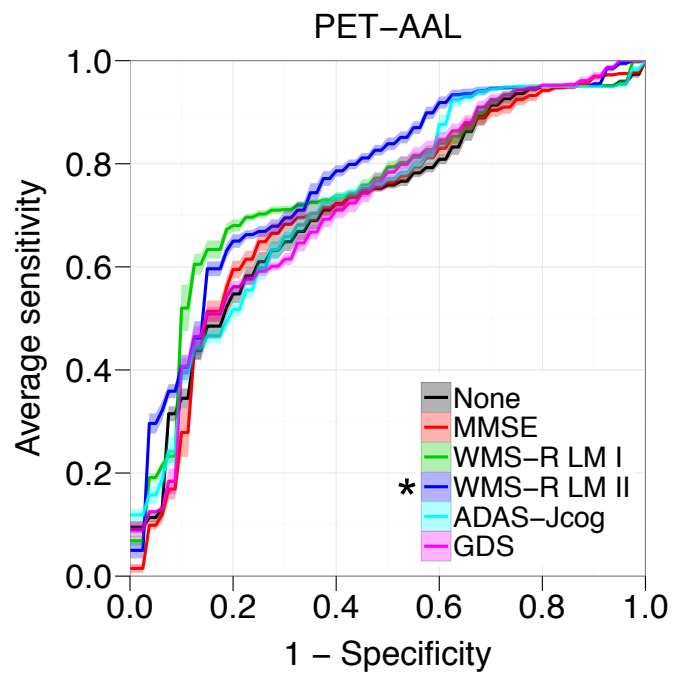 PET−AAL
Average sensitivity
1.0
0.8
0.6
0.4
0.2
0.0
None
MMSE
WMS−R LM I
* WMS−R LM II
ADAS−Jcog
GDS
0.0 0.2 0.4 0.6 0.8 1.0
1 − Specificity